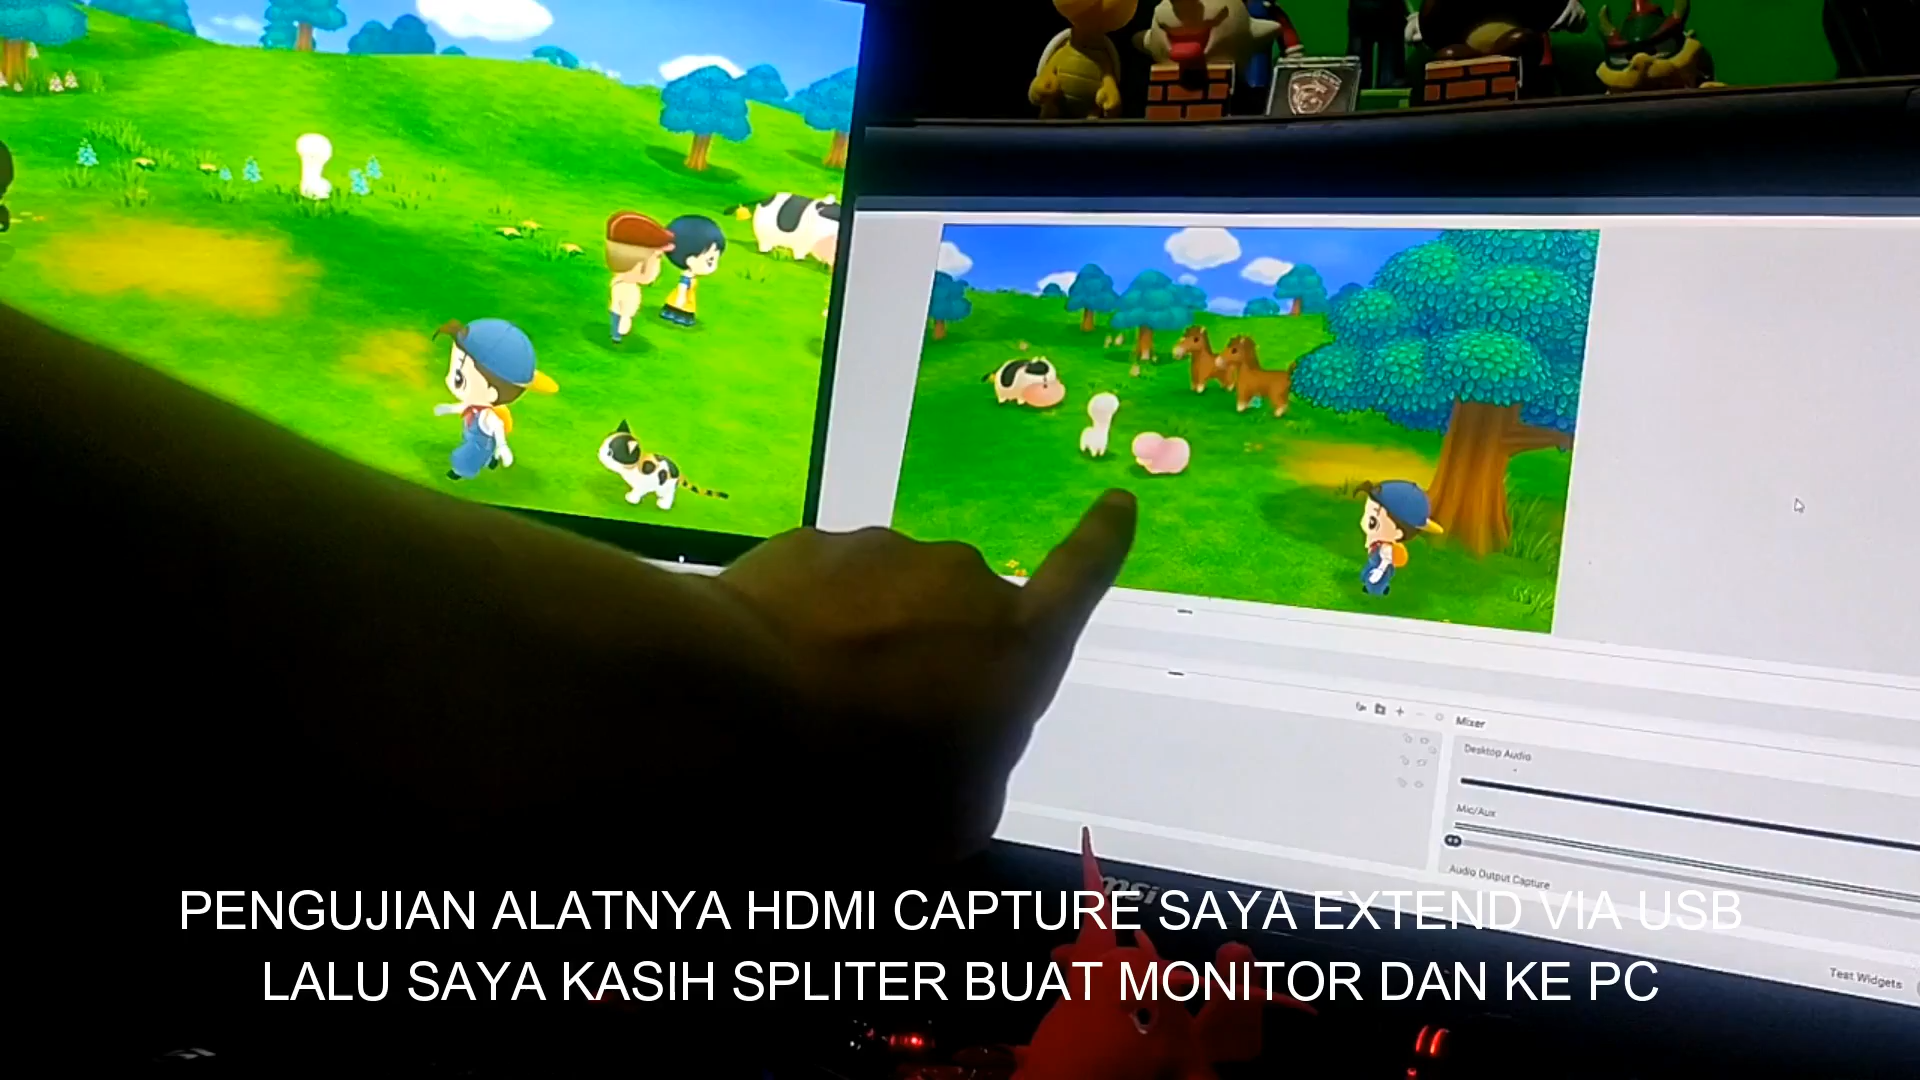 Mixer
Desktop Audio
Mic/Aux
Audio Output Capture
msi
PENGUJIAN ALATNYA HDMI CAPTURE SAYA EXTEND VIA USB
LALU SAYA KASIH SPLITER BUAT MONITOR DAN KE PC
Test Widgets